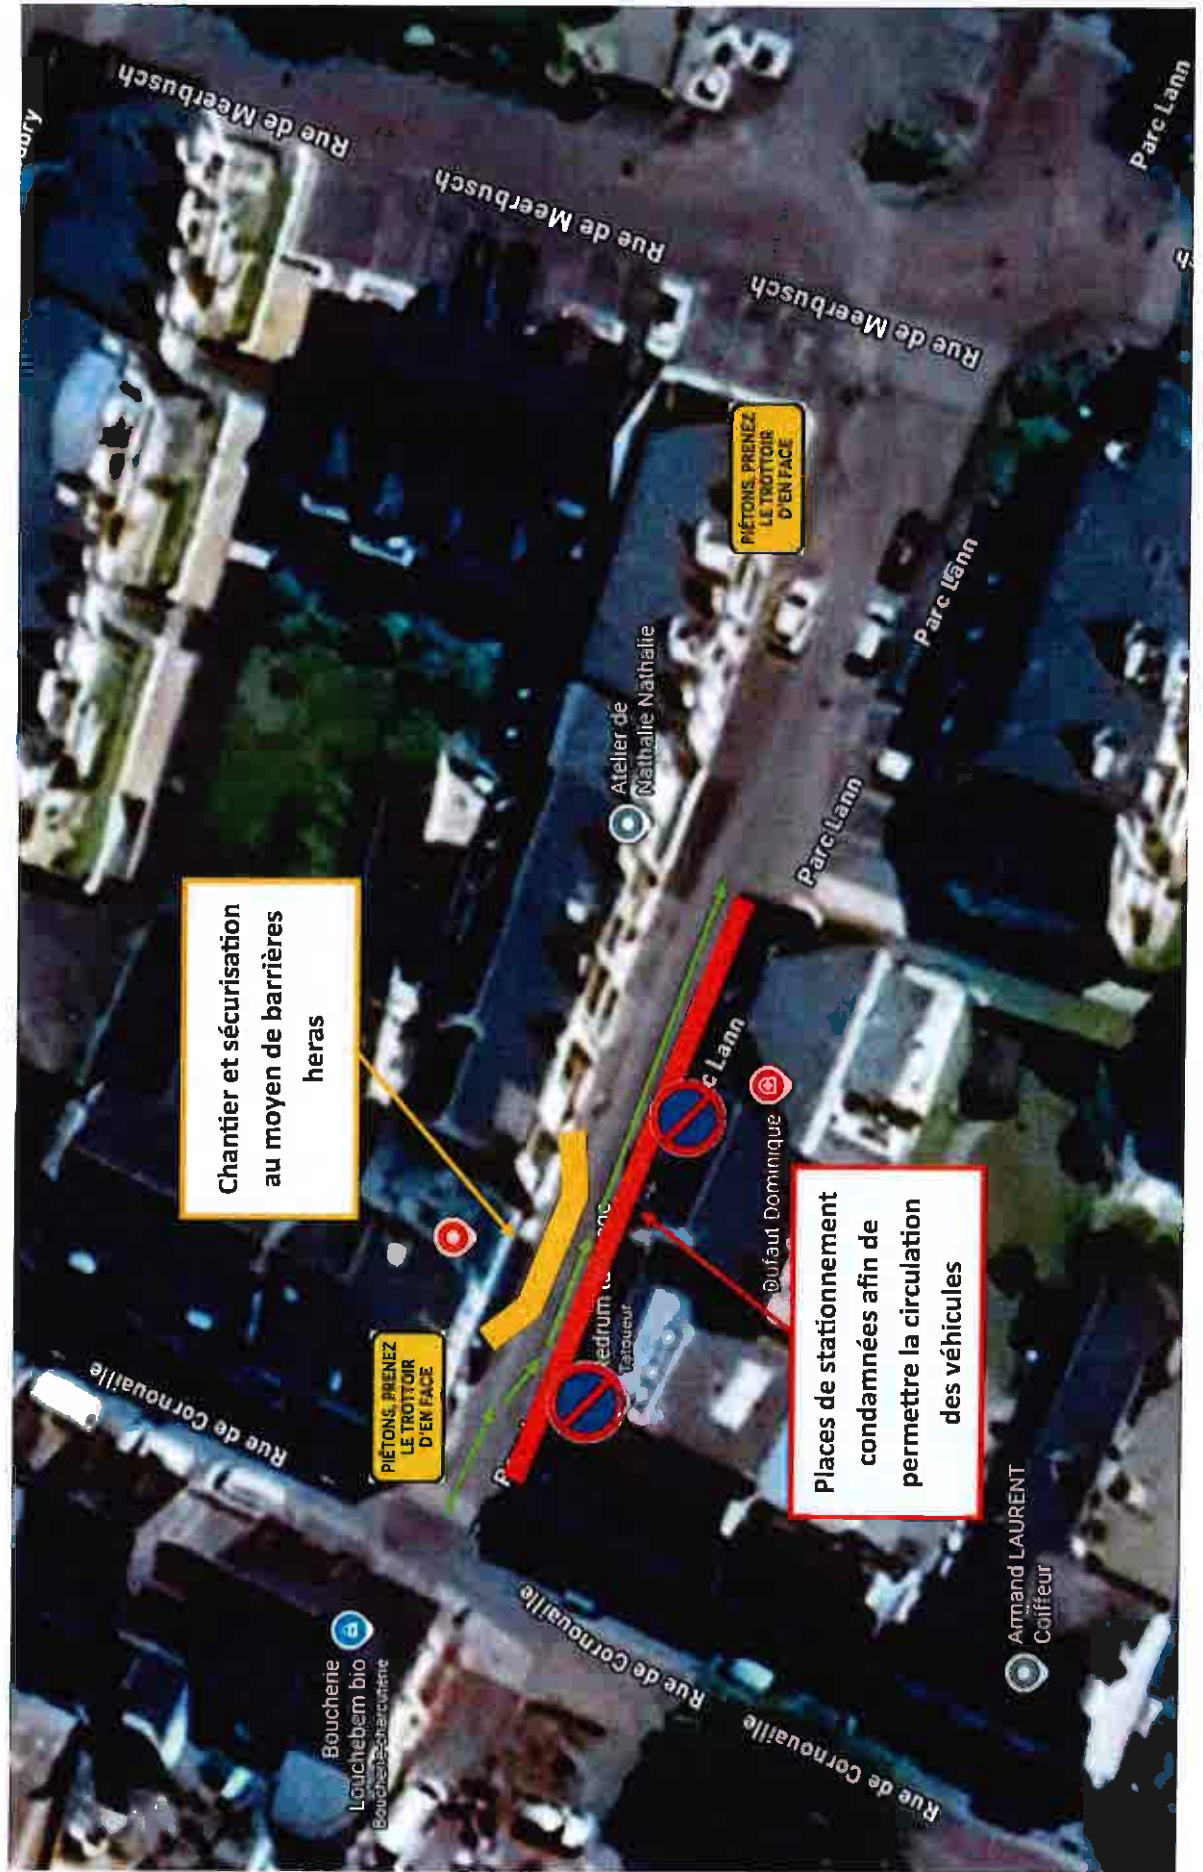 Rue de Cornouaille
Rue de Cornouaille
Rue de Cornouaille
Boucherie
Louchebem bio
Boucherie-charcuterie
PIÉTONS, PRENEZ
LE TROTTOIR
D'EN FACE
Chantier et sécurisation
au moyen de barrières
heras
Atelier de
Nathalie Nathalie
PIÉTONS, PRENEZ
LE TROTTOIR
D'EN FACE
Rue de Meerbusch
Rue de Meerbusch
Rue de Meerbusch
Parc Lann
Parc Lann
Parc Lann
c Lann
Tatoueur
Dufaut Dominique
Places de stationnement
condamnées afin de
permettre la circulation
des véhicules
Armand LAURENT
Coiffeur